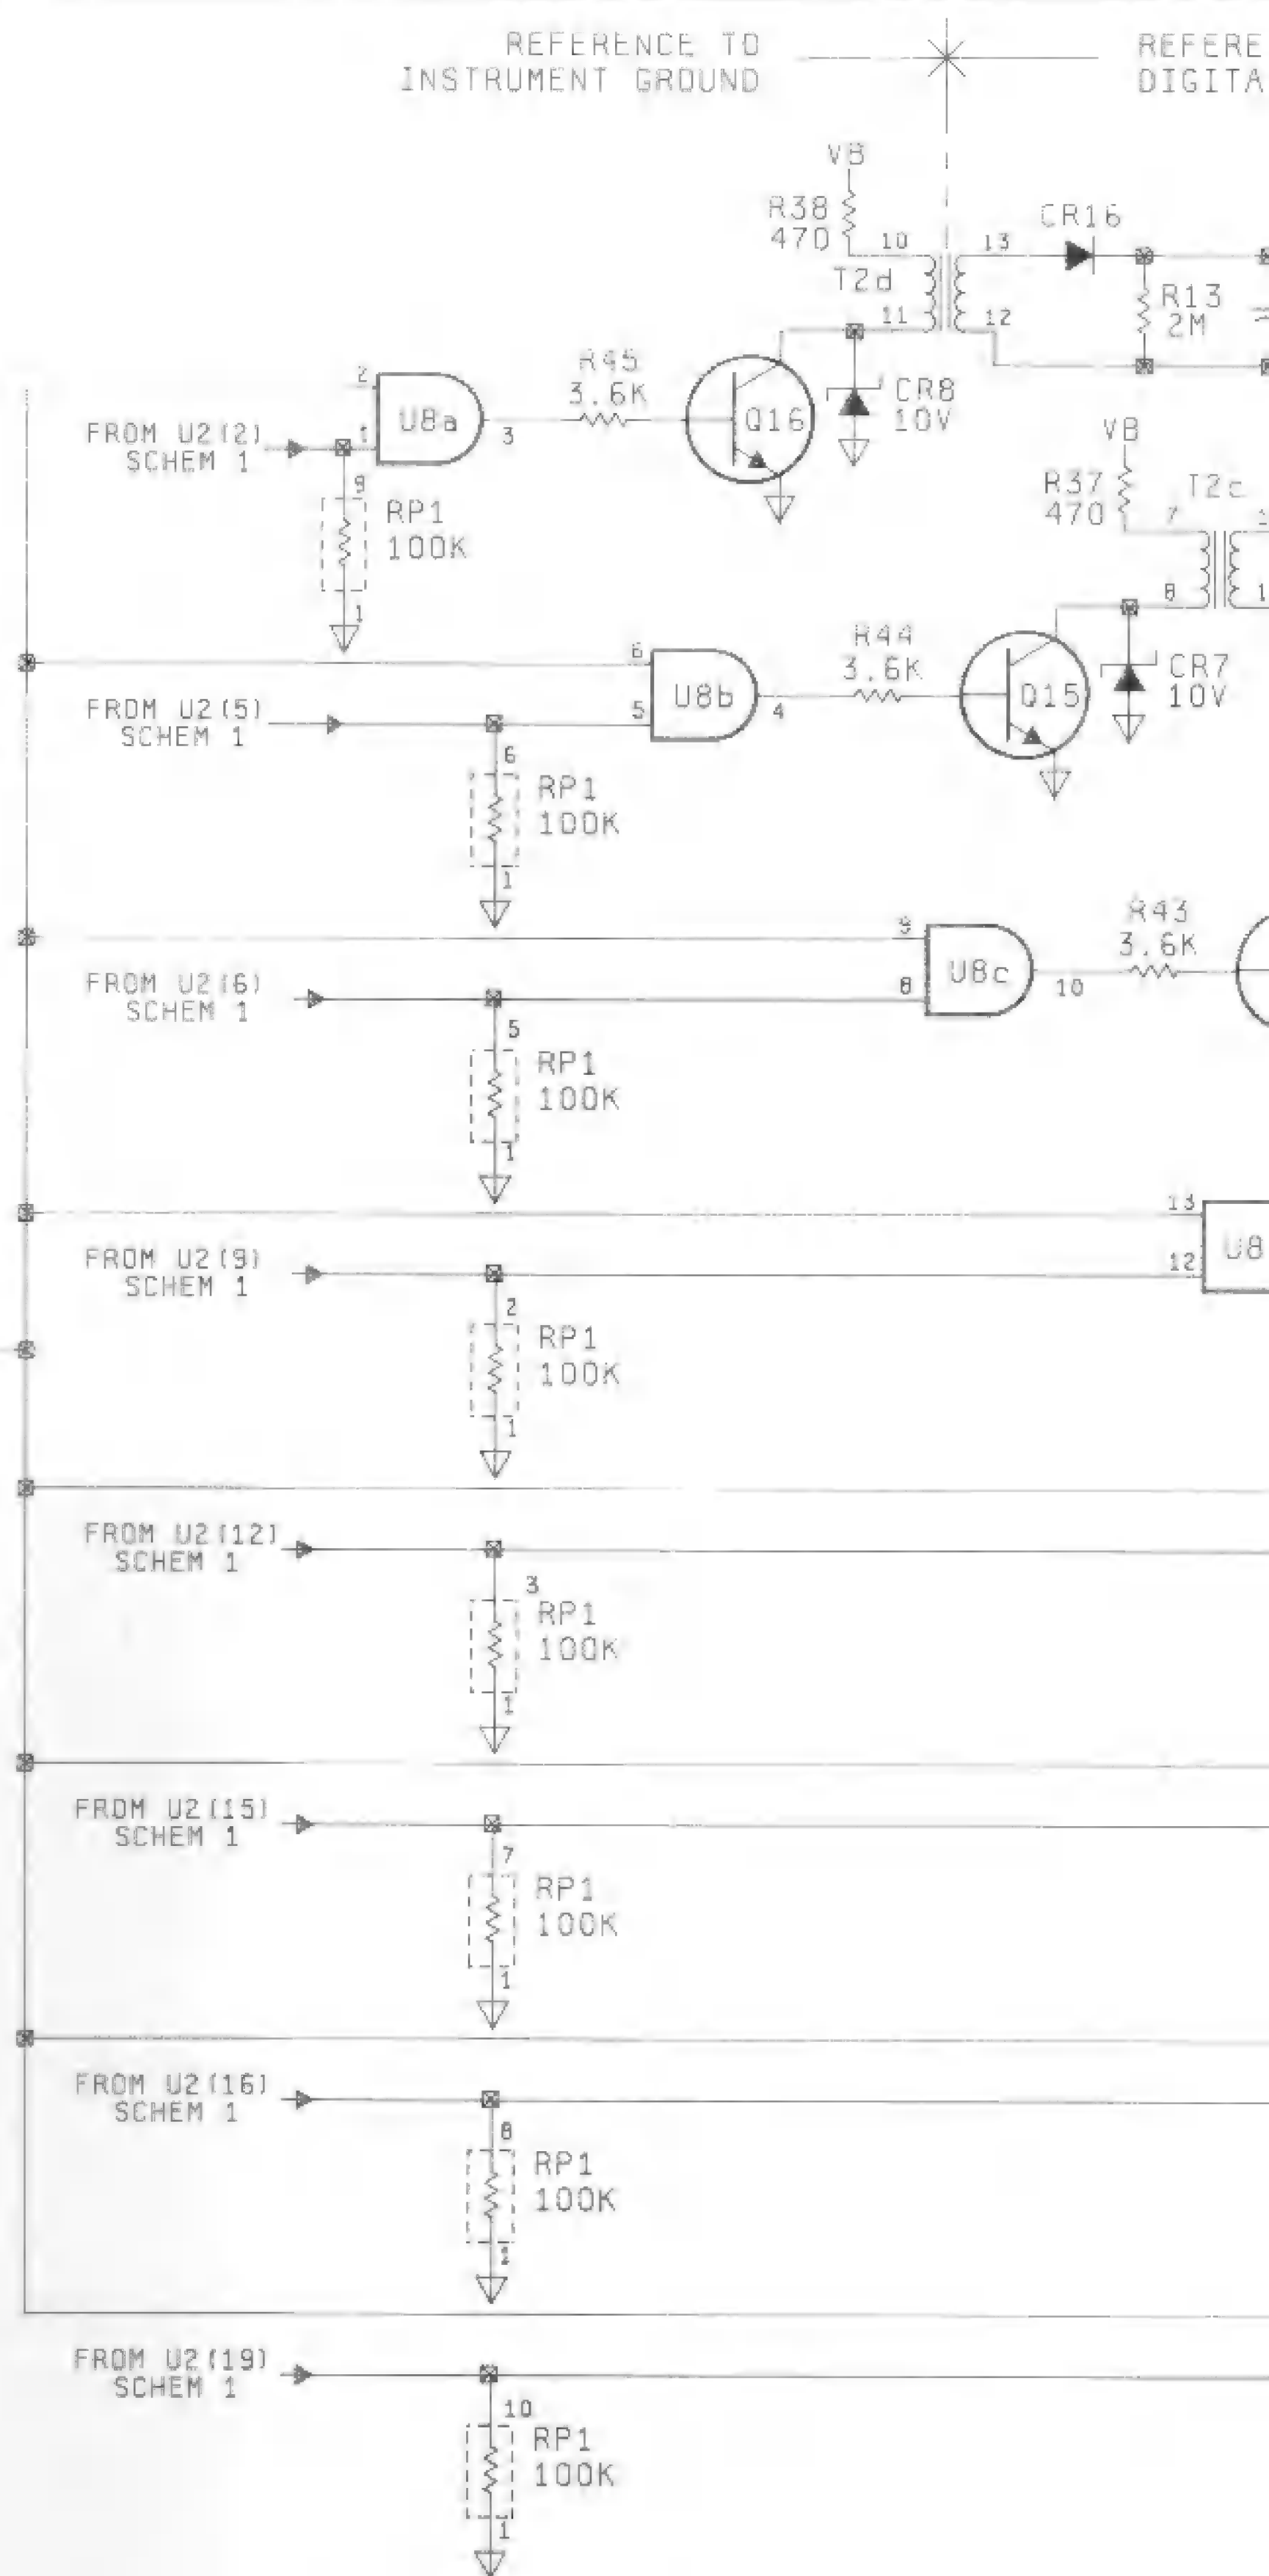 REFERENCE TO
INSTRUMENT GROUND
REFERE
DIGITA
VB
R38
470
10
13
CR16
T2d
11
12
R13
2M
R45
3.6K
2
U8a
1
3
Q16
CR8
10V
FROM U2(2)
SCHEM 1
9
RP1
100K
1
VB
R37
470
7
T2c
8
1
6
U8b
5
4
R44
3.6K
Q15
CR7
10V
FROM U2(5)
SCHEM 1
6
RP1
100K
1
9
U8c
8
10
R43
3.6K
FROM U2(6)
SCHEM 1
5
RP1
100K
1
13
U8
12
FROM U2(9)
SCHEM 1
2
RP1
100K
1
FROM U2(12)
SCHEM 1
3
RP1
100K
1
FROM U2(15)
SCHEM 1
7
RP1
100K
1
FROM U2(16)
SCHEM 1
8
RP1
100K
1
FROM U2(19)
SCHEM 1
10
RP1
100K
1